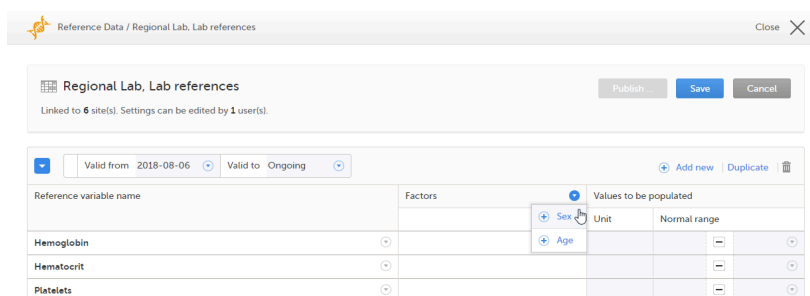 Reference Data / Regional Lab, Lab references Close
Regional Lab, Lab references Publish ... Save Cancel
Linked to 6 site(s). Settings can be edited by 1 user(s).
Valid from 2018-08-06 Valid to Ongoing Add new Duplicate
Reference variable name Factors Values to be populated
Sex Unit Normal range
Hemoglobin Age
Hematocrit
Platelets